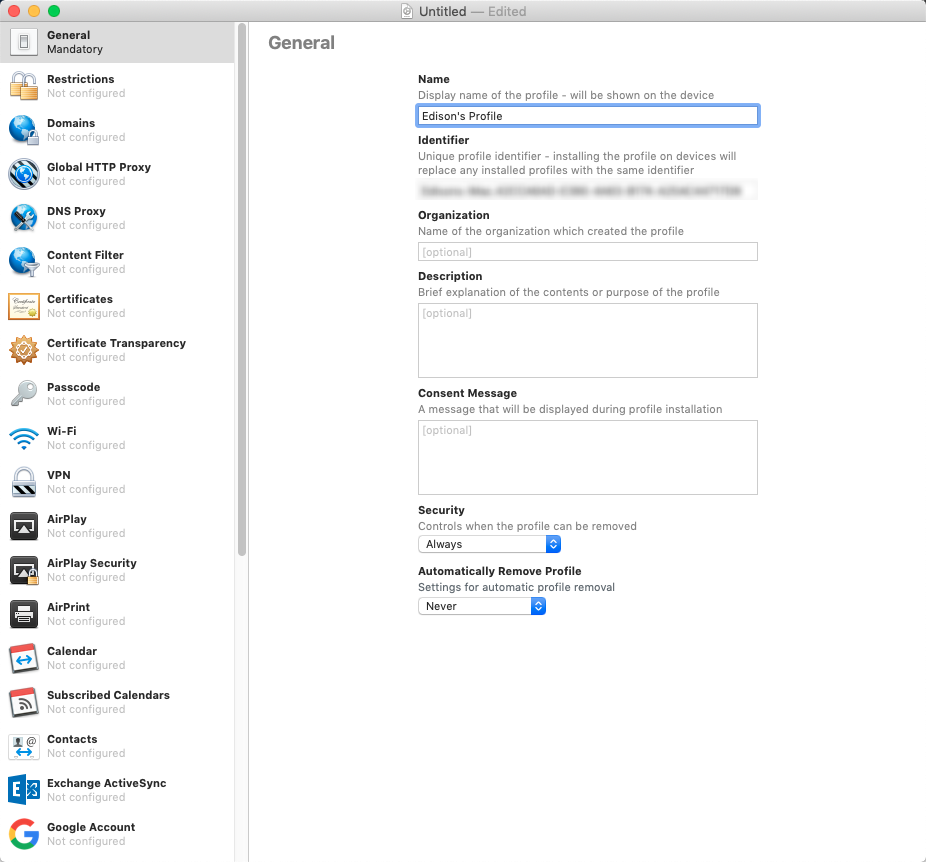 Untitled — Edited
General
Mandatory
Restrictions
Not configured
Domains
Not configured
Global HTTP Proxy
Not configured
DNS Proxy
Not configured
Content Filter
Not configured
Certificates
Not configured
Certificate Transparency
Not configured
Passcode
Not configured
Wi-Fi
Not configured
VPN
Not configured
AirPlay
Not configured
AirPlay Security
Not configured
AirPrint
Not configured
Calendar
Not configured
Subscribed Calendars
Not configured
Contacts
Not configured
Exchange ActiveSync
Not configured
Google Account
Not configured
General
Name
Display name of the profile - will be shown on the device
Edison's Profile
Identifier
Unique profile identifier - installing the profile on devices will
replace any installed profiles with the same identifier
Organization
Name of the organization which created the profile
[optional]
Description
Brief explanation of the contents or purpose of the profile
[optional]
Consent Message
A message that will be displayed during profile installation
[optional]
Security
Controls when the profile can be removed
Always
Automatically Remove Profile
Settings for automatic profile removal
Never